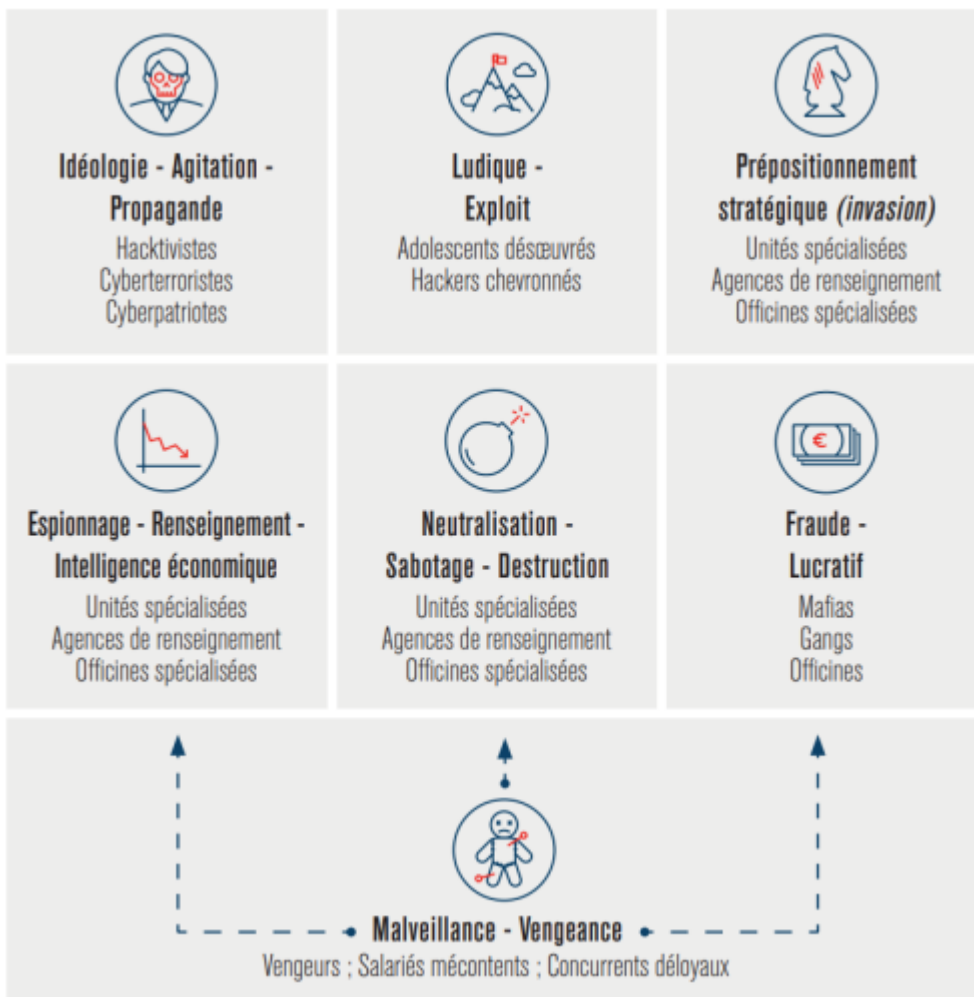 Idéologie - Agitation -
Propagande
Hacktivistes
Cyberterroristes
Cyberpatriotes
Ludique -
Exploit
Adolescents désœuvrés
Hackers chevronnés
Prépositionnement
stratégique (invasion)
Unités spécialisées
Agences de renseignement
Officines spécialisées
Espionnage - Renseignement -
Intelligence économique
Unités spécialisées
Agences de renseignement
Officines spécialisées
Neutralisation -
Sabotage - Destruction
Unités spécialisées
Agences de renseignement
Officines spécialisées
€
Fraude -
Lucratif
Mafias
Gangs
Officines
Malveillance - Vengeance
Vengeurs ; Salariés mécontents ; Concurrents déloyaux